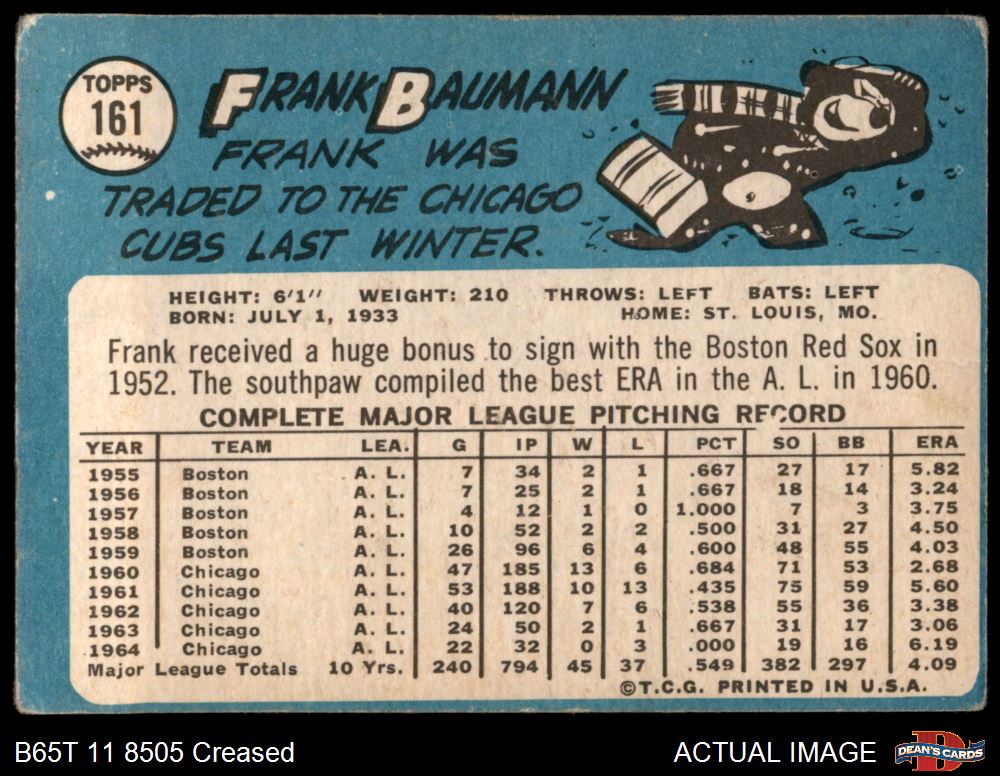 TOPPS
161
FRANK BAUMANN
FRANK WAS
TRADED TO THE CHICAGO
CUBS LAST WINTER.
HEIGHT: 6'1" WEIGHT: 210 THROWS: LEFT BATS: LEFT
BORN: JULY 1, 1933 HOME: ST. LOUIS, MO.
Frank received a huge bonus to sign with the Boston Red Sox in
1952. The southpaw compiled the best ERA in the A. L. in 1960.
COMPLETE MAJOR LEAGUE PITCHING RECORD
YEAR TEAM LEA. G IP W L PCT SO BB ERA
1955 Boston A. L. 7 34 2 1 .667 27 17 5.82
1956 Boston A. L. 7 25 2 1 .667 18 14 3.24
1957 Boston A. L. 4 12 1 0 1.000 7 3 3.75
1958 Boston A. L. 10 52 2 2 .500 31 27 4.50
1959 Boston A. L. 26 96 6 4 .600 48 55 4.03
1960 Chicago A. L. 47 185 13 6 .684 71 53 2.68
1961 Chicago A. L. 53 188 10 13 .435 75 59 5.60
1962 Chicago A. L. 40 120 7 6 .538 55 36 3.38
1963 Chicago A. L. 24 50 2 1 .667 31 17 3.06
1964 Chicago A. L. 22 32 0 3 .000 19 16 6.19
Major League Totals 10 Yrs. 240 794 45 37 .549 382 297 4.09
©T.C.G. PRINTED IN U.S.A.
B65T 11 8505 Creased
ACTUAL IMAGE
DEAN'S CARDS